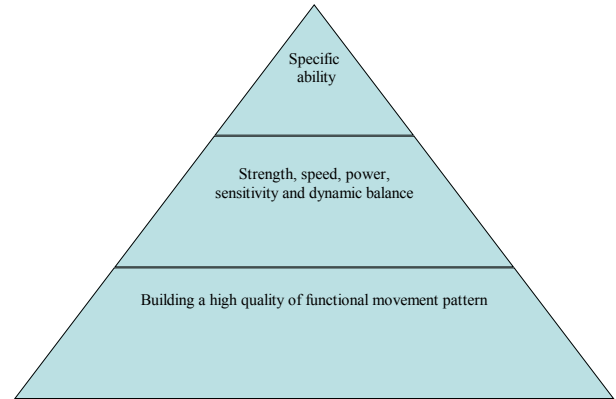 Specific
ability
Strength, speed, power,
sensitivity and dynamic balance
Building a high quality of functional movement pattern